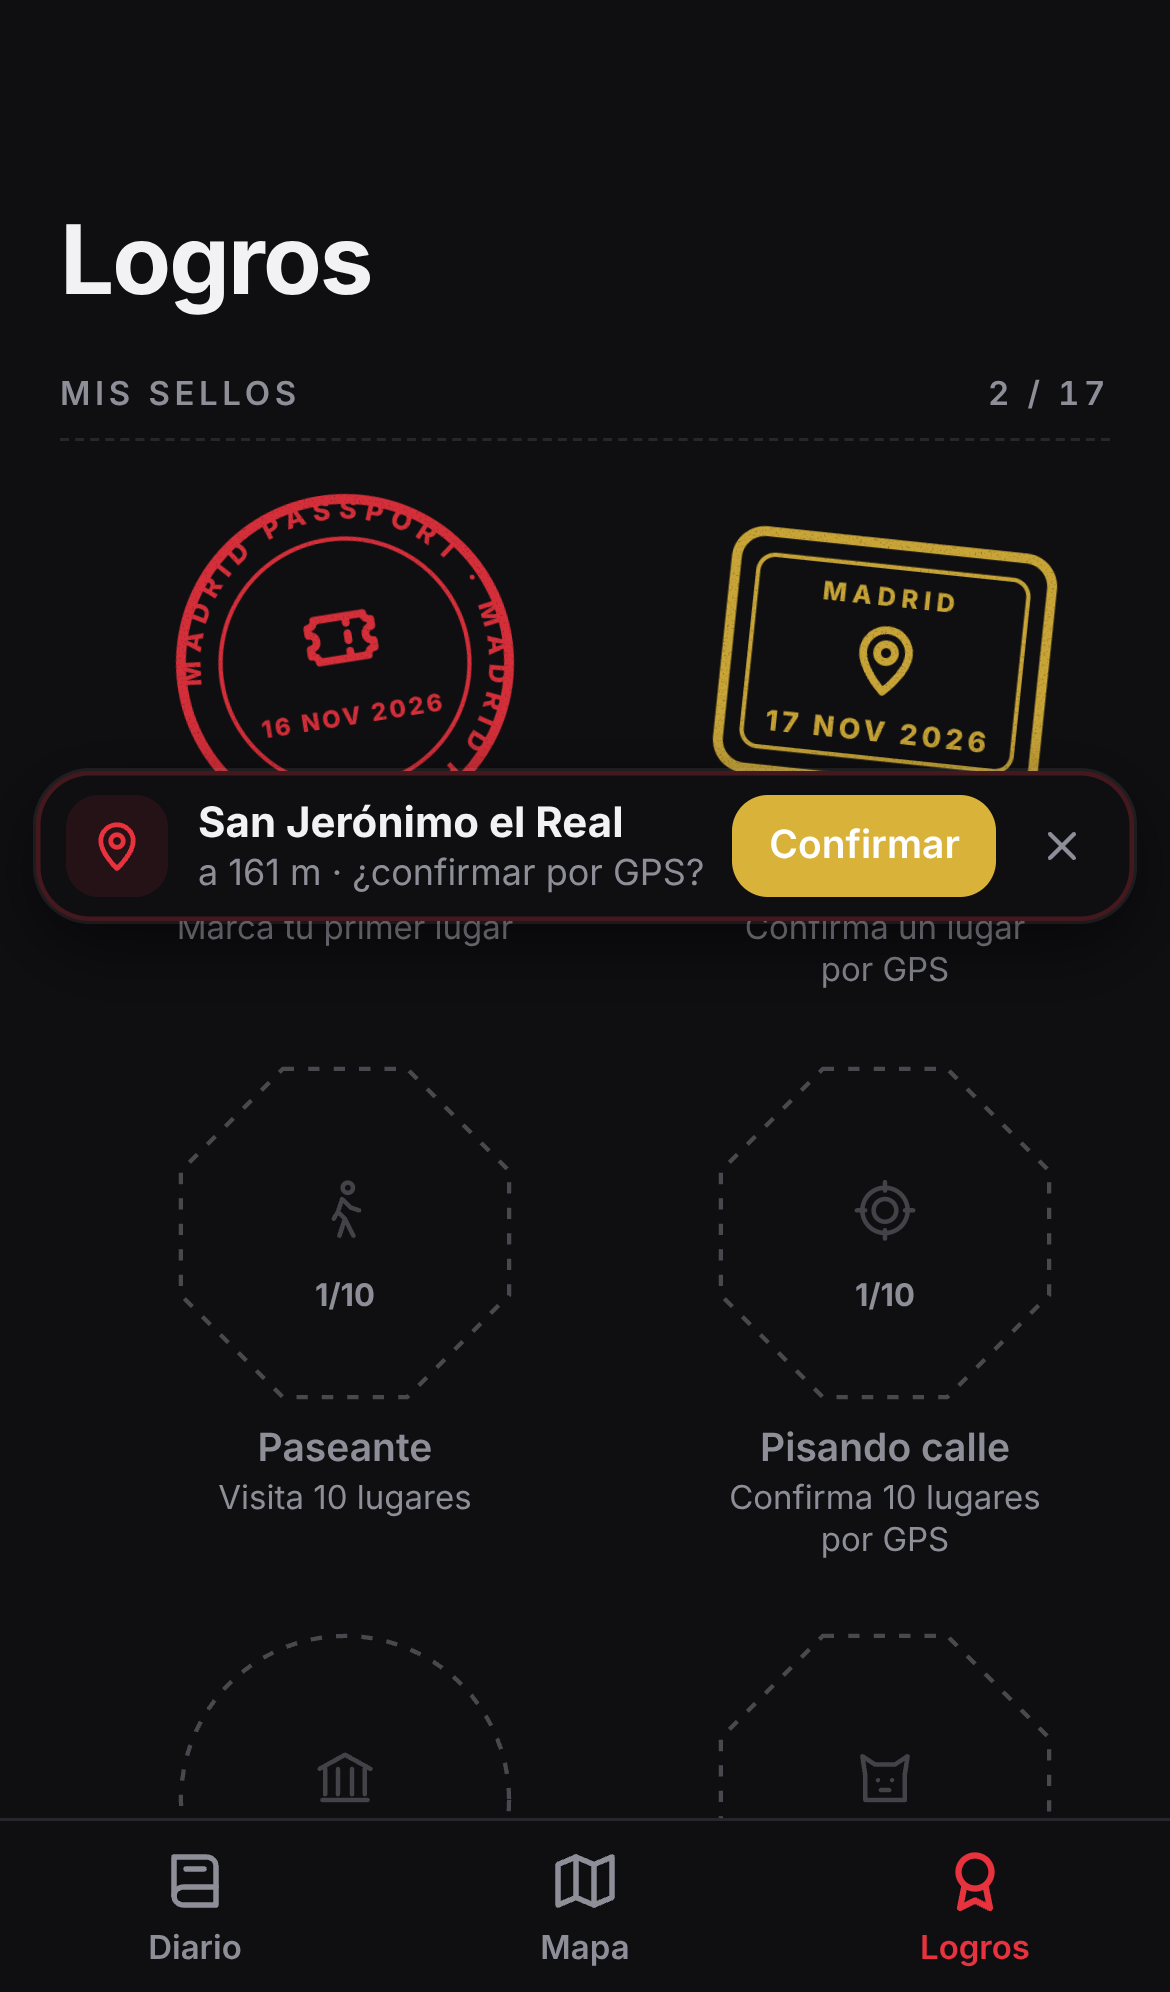 Logros
MIS SELLOS
2 / 17
MADRID PASSPORT · MADRID
16 NOV 2026
MADRID
17 NOV 2026
San Jerónimo el Real
a 161 m · ¿confirmar por GPS?
Confirmar
Marca tu primer lugar
Confirma un lugar
por GPS
1/10
1/10
Paseante
Visita 10 lugares
Pisando calle
Confirma 10 lugares
por GPS
Diario
Mapa
Logros